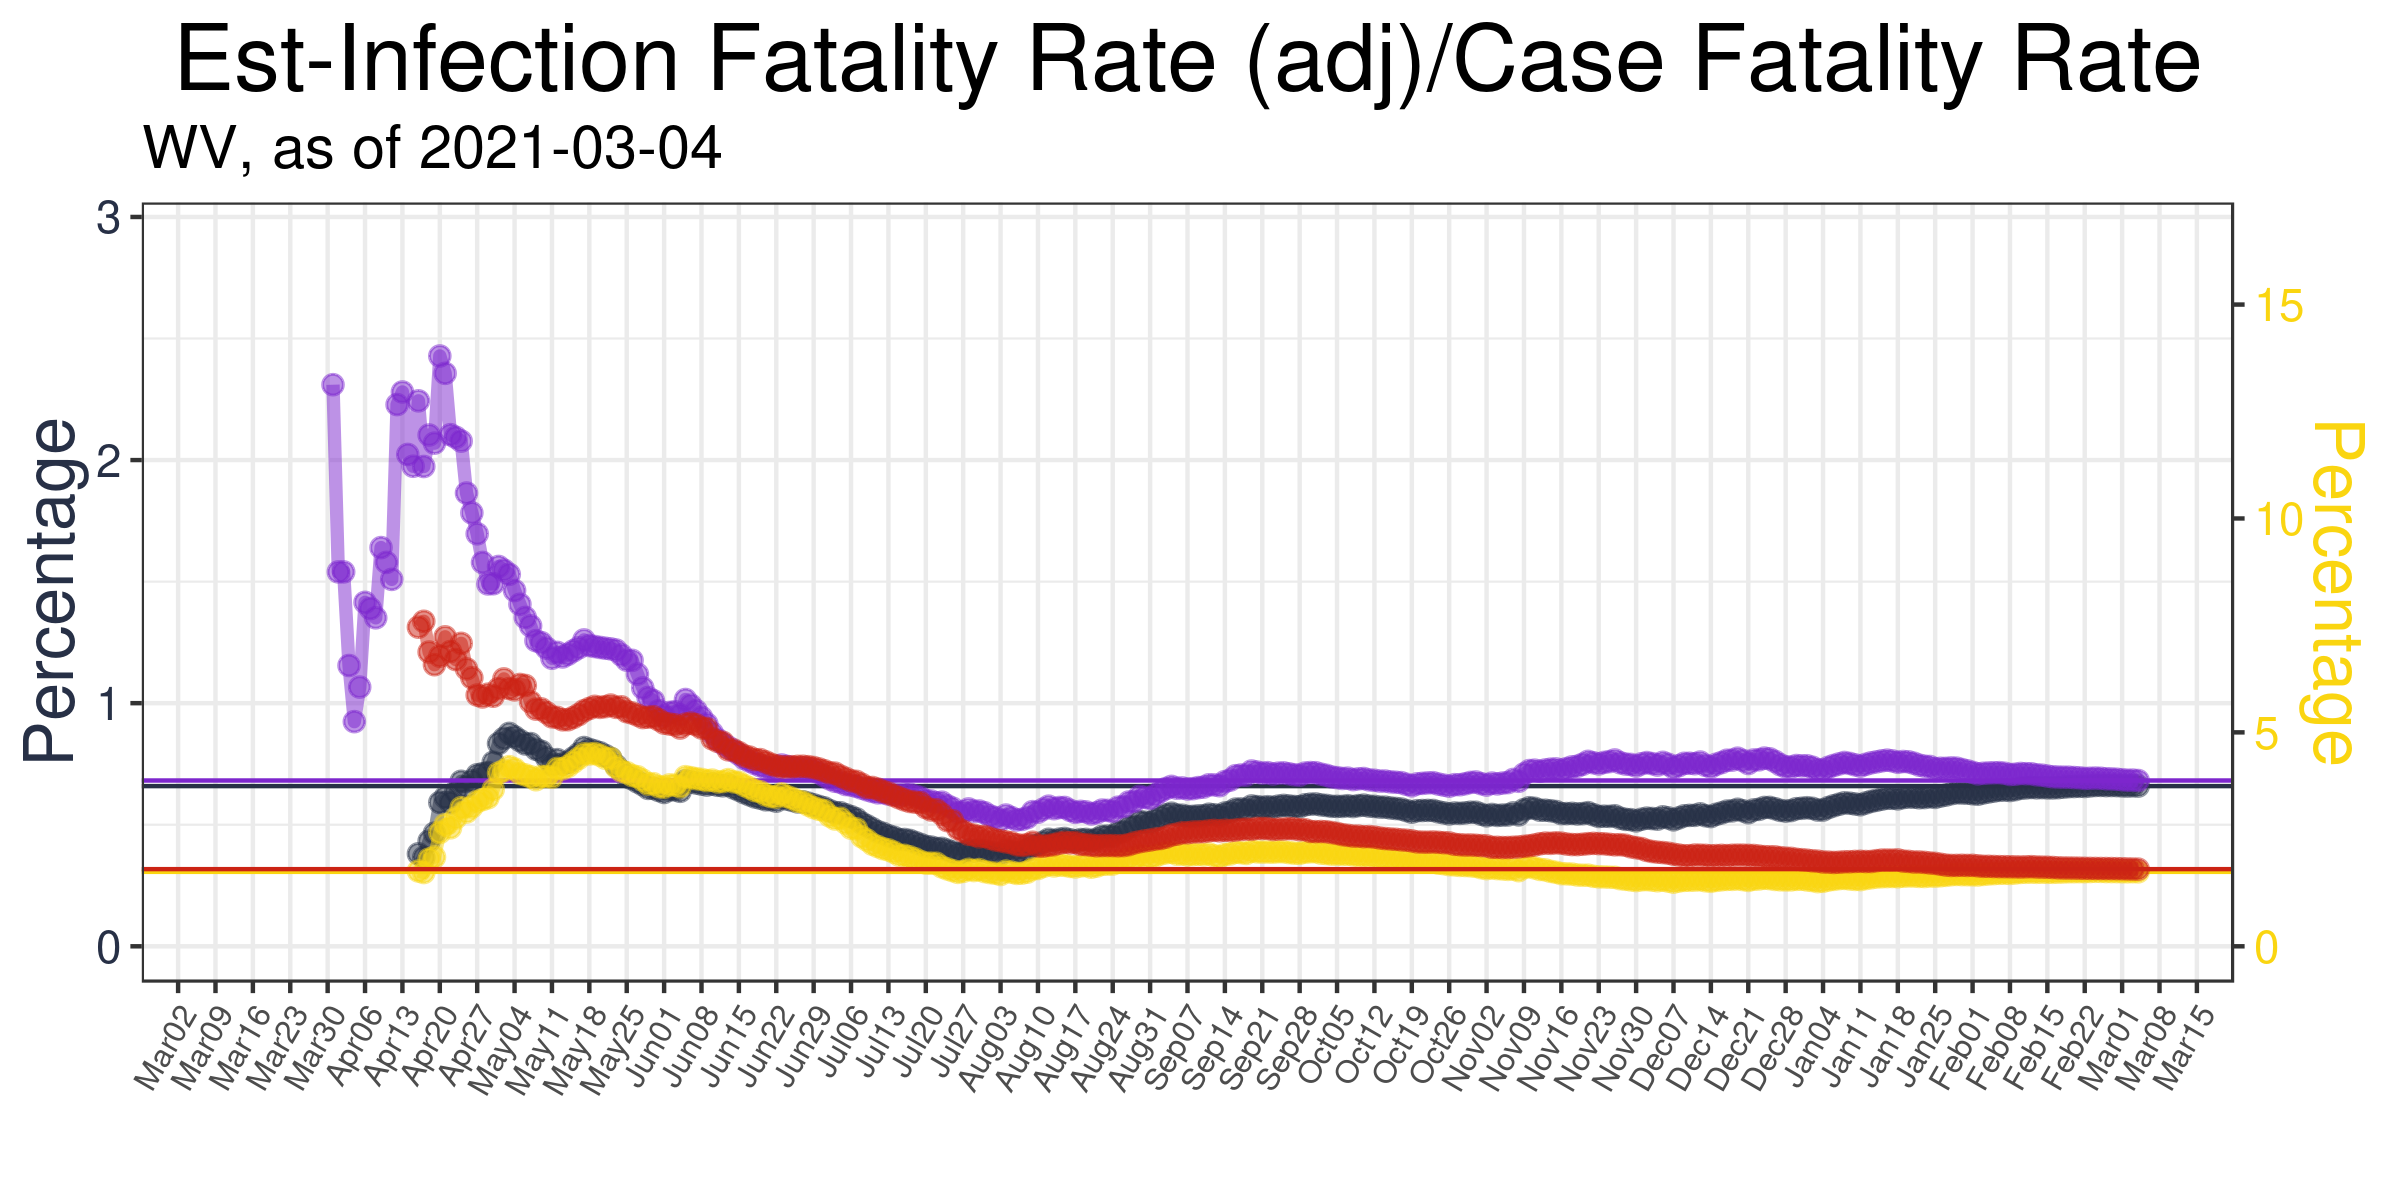 Est-Infection Fatality Rate (adj)/Case Fatality Rate
WV, as of 2021-03-04
Percentage
3
2
1
0
15
10
5
0
Percentage
Mar02
Mar09
Mar16
Mar23
Mar30
Apr06
Apr13
Apr20
Apr27
May04
May11
May18
May25
Jun01
Jun08
Jun15
Jun22
Jun29
Jul06
Jul13
Jul20
Jul27
Aug03
Aug10
Aug17
Aug24
Aug31
Sep07
Sep14
Sep21
Sep28
Oct05
Oct12
Oct19
Oct26
Nov02
Nov09
Nov16
Nov23
Nov30
Dec07
Dec14
Dec21
Dec28
Jan04
Jan11
Jan18
Jan25
Feb01
Feb08
Feb15
Feb22
Mar01
Mar08
Mar15